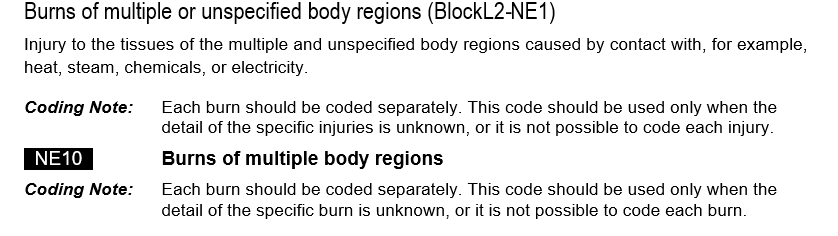 Burns of multiple or unspecified body regions (BlockL2-NE1)
Injury to the tissues of the multiple and unspecified body regions caused by contact with, for example,
heat, steam, chemicals, or electricity.
Coding Note: Each burn should be coded separately. This code should be used only when the
detail of the specific injuries is unknown, or it is not possible to code each injury.
NE10 Burns of multiple body regions
Coding Note: Each burn should be coded separately. This code should be used only when the
detail of the specific burn is unknown, or it is not possible to code each burn.